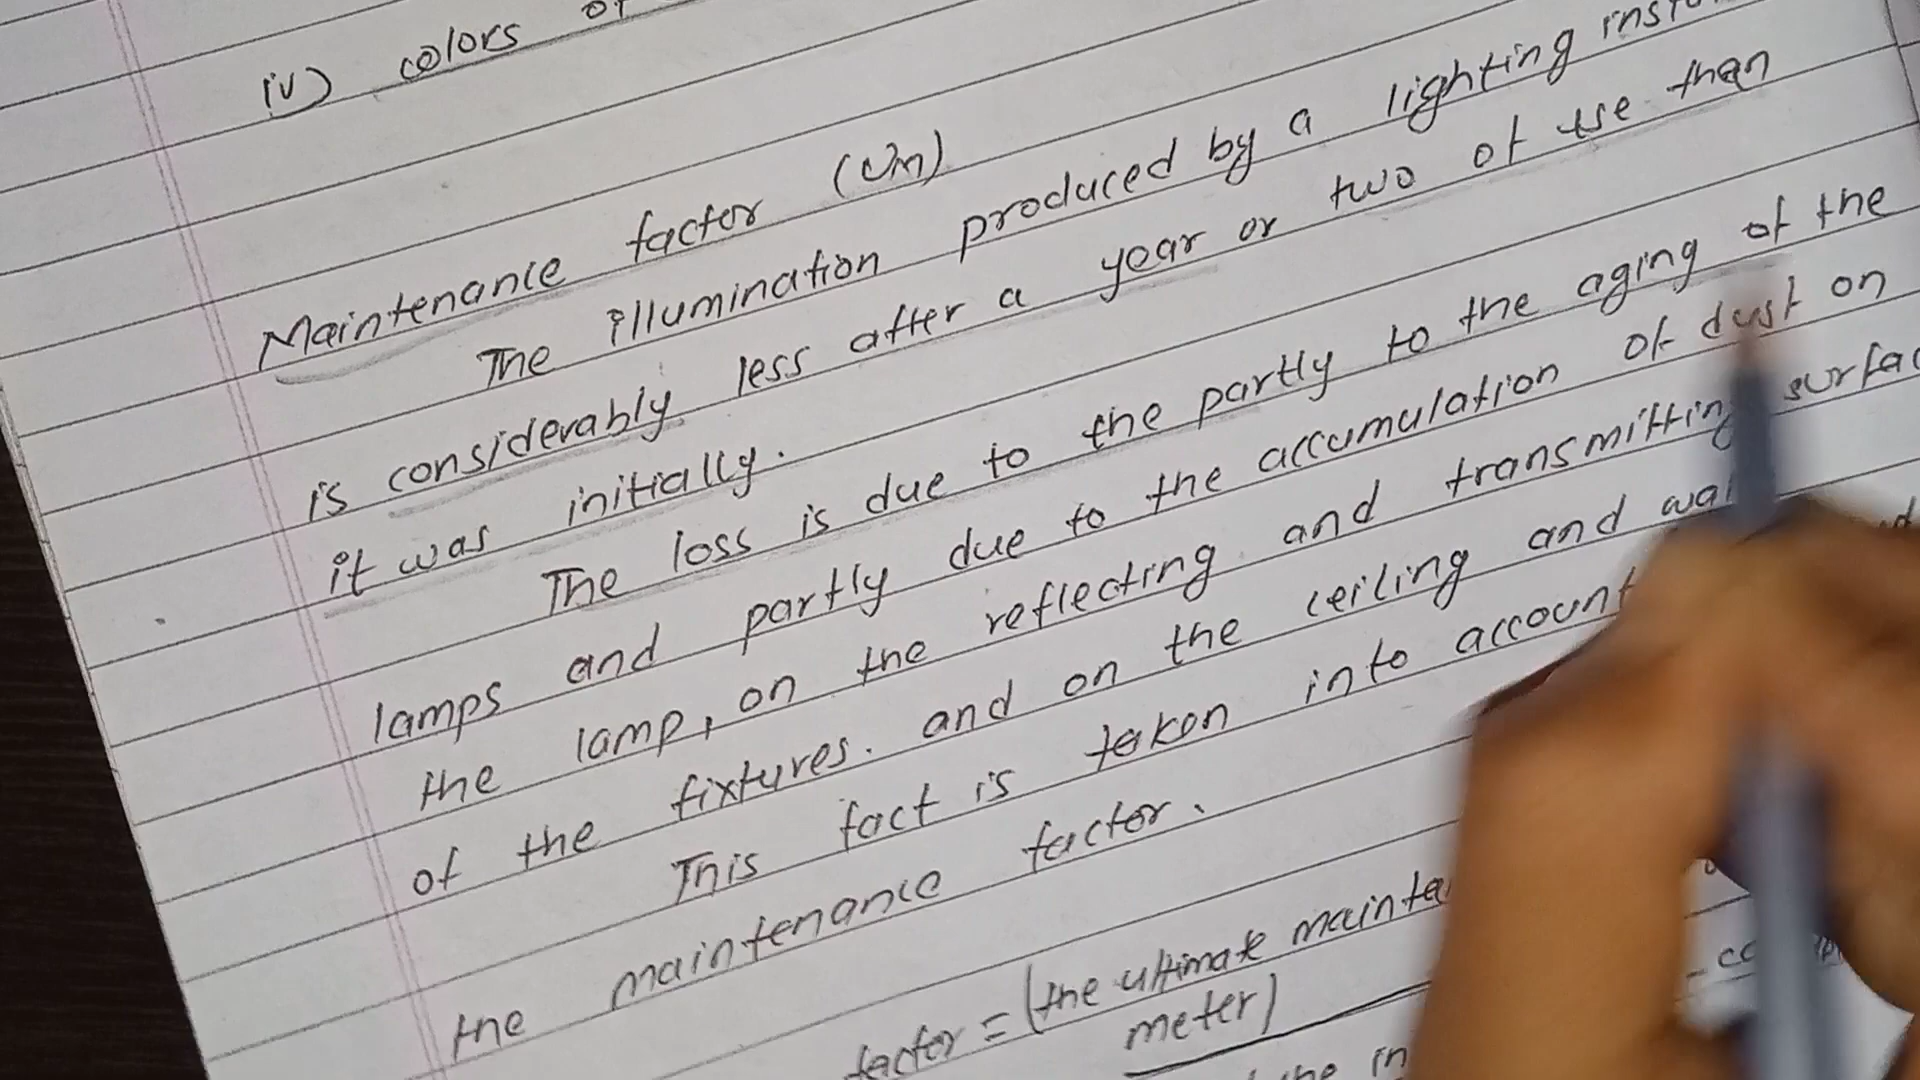 iv) colors of
Maintenance factor (Um)
The illumination produced by a lighting
is considerably less after a year or two of use than
it was initially.
The loss is due to the partly to the aging of the
lamps and partly due to the accumulation of dust on
the lamp, on the reflecting and transmitting
of the fixtures. and on the ceiling and
This fact is taken into account
the maintenance factor.
factor = (the ultimate
meter)